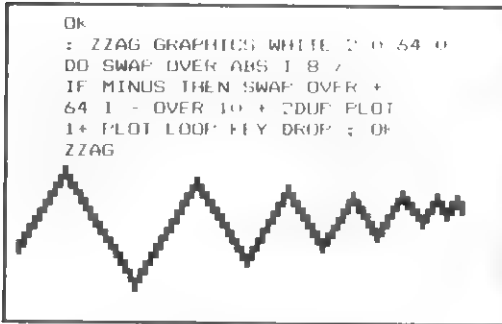 Ok
: ZZAG GRAPHICS WHITE 2 0 64 0
DO SWAP OVER ABS I 8 /
IF MINUS THEN SWAP OVER +
64 I - OVER 10 + 2DUP PLOT
1+ PLOT LOOP KEY DROP ; OK
ZZAG